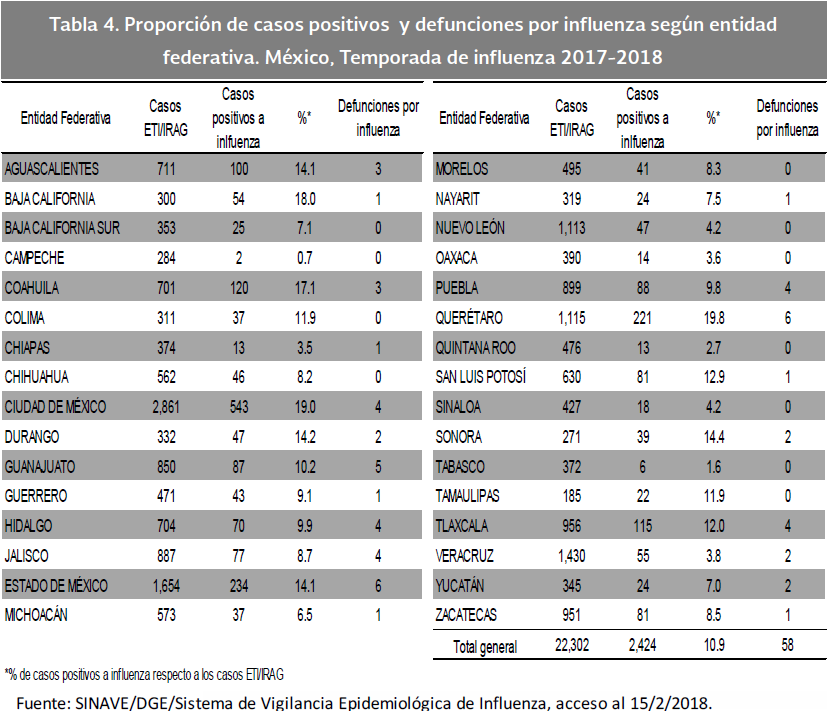 Tabla 4. Proporción de casos positivos y defunciones por influenza según entidad
federativa. México, Temporada de influenza 2017-2018
Entidad Federativa Casos ETI/IRAG Casos positivos a inlfuenza %* Defunciones por influenza
AGUASCALIENTES 711 100 14.1 3
BAJA CALIFORNIA 300 54 18.0 1
BAJA CALIFORNIA SUR 353 25 7.1 0
CAMPECHE 284 2 0.7 0
COAHUILA 701 120 17.1 3
COLIMA 311 37 11.9 0
CHIAPAS 374 13 3.5 1
CHIHUAHUA 562 46 8.2 0
CIUDAD DE MÉXICO 2,861 543 19.0 4
DURANGO 332 47 14.2 2
GUANAJUATO 850 87 10.2 5
GUERRERO 471 43 9.1 1
HIDALGO 704 70 9.9 4
JALISCO 887 77 8.7 4
ESTADO DE MÉXICO 1,654 234 14.1 6
MICHOACÁN 573 37 6.5 1
Entidad Federativa Casos ETI/IRAG Casos positivos a inlfuenza %* Defunciones por influenza
MORELOS 495 41 8.3 0
NAYARIT 319 24 7.5 1
NUEVO LEÓN 1,113 47 4.2 0
OAXACA 390 14 3.6 0
PUEBLA 899 88 9.8 4
QUERÉTARO 1,115 221 19.8 6
QUINTANA ROO 476 13 2.7 0
SAN LUIS POTOSÍ 630 81 12.9 1
SINALOA 427 18 4.2 0
SONORA 271 39 14.4 2
TABASCO 372 6 1.6 0
TAMAULIPAS 185 22 11.9 0
TLAXCALA 956 115 12.0 4
VERACRUZ 1,430 55 3.8 2
YUCATÁN 345 24 7.0 2
ZACATECAS 951 81 8.5 1
Total general 22,302 2,424 10.9 58
*% de casos positivos a influenza respecto a los casos ETI/IRAG
Fuente: SINAVE/DGE/Sistema de Vigilancia Epidemiológica de Influenza, acceso al 15/2/2018.